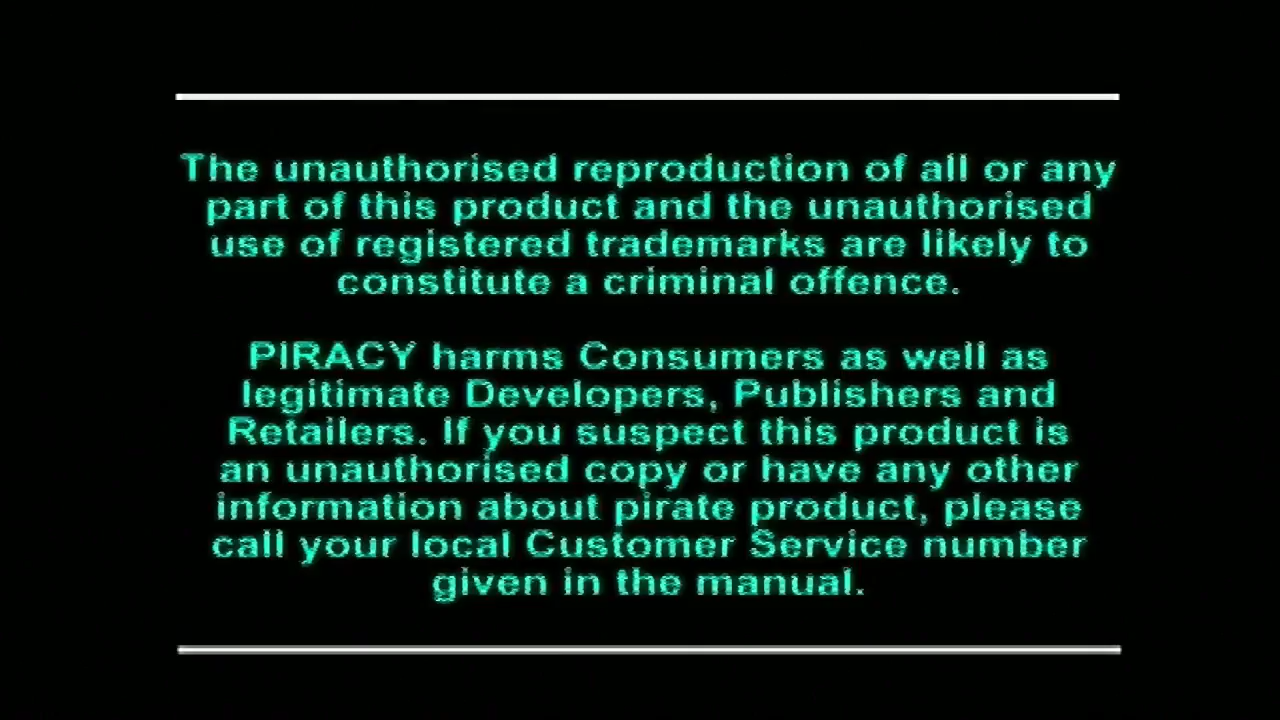 The unauthorised reproduction of all or any
part of this product and the unauthorised
use of registered trademarks are likely to
constitute a criminal offence.
PIRACY harms Consumers as well as
legitimate Developers, Publishers and
Retailers. If you suspect this product is
an unauthorised copy or have any other
information about pirate product, please
call your local Customer Service number
given in the manual.